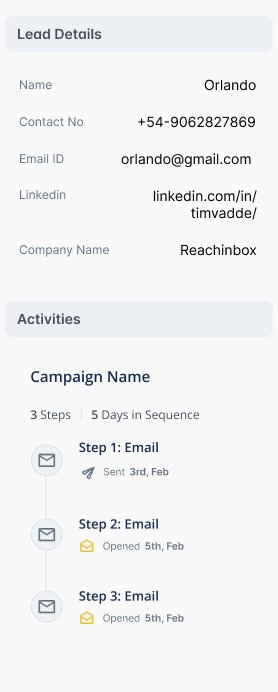 Lead Details
Name Orlando
Contact No +54-9062827869
Email ID orlando@gmail.com
Linkedin linkedin.com/in/
timvadde/
Company Name Reachinbox
Activities
Campaign Name
3 Steps 5 Days in Sequence
Step 1: Email
Sent 3rd, Feb
Step 2: Email
Opened 5th, Feb
Step 3: Email
Opened 5th, Feb